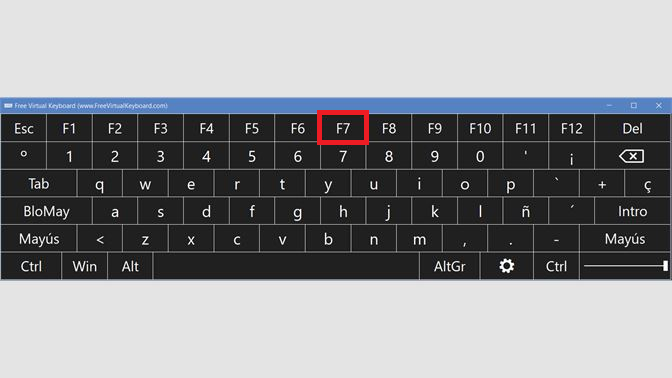 Free Virtual Keyboard (www.FreeVirtualKeyboard.com)
Esc F1 F2 F3 F4 F5 F6 F7 F8 F9 F10 F11 F12 Del
º 1 2 3 4 5 6 7 8 9 0 ' ¡
Tab q w e r t y u i o p ` + ç
BloMay a s d f g h j k l ñ ´ Intro
Mayús < z x c v b n m , . - Mayús
Ctrl Win Alt AltGr Ctrl